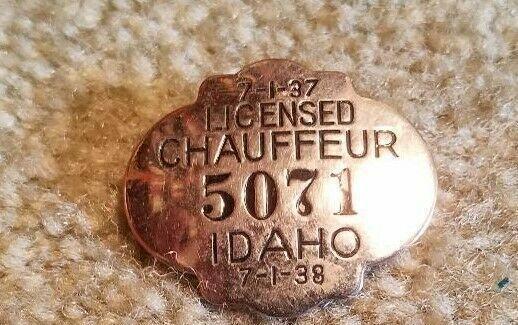 7-1-37
LICENSED
CHAUFFEUR
5071
IDAHO
7-1-38